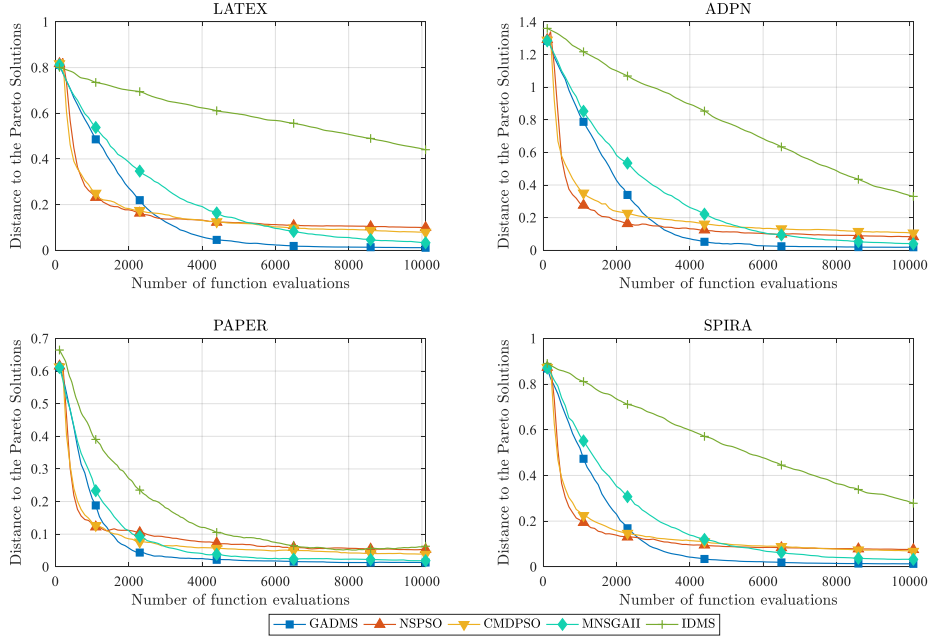 LATEX
Distance to the Pareto Solutions
1
0.8
0.6
0.4
0.2
0
0 2000 4000 6000 8000 10000
Number of function evaluations
ADPN
Distance to the Pareto Solutions
1.4
1.2
1
0.8
0.6
0.4
0.2
0
0 2000 4000 6000 8000 10000
Number of function evaluations
PAPER
Distance to the Pareto Solutions
0.7
0.6
0.5
0.4
0.3
0.2
0.1
0
0 2000 4000 6000 8000 10000
Number of function evaluations
SPIRA
Distance to the Pareto Solutions
1
0.8
0.6
0.4
0.2
0
0 2000 4000 6000 8000 10000
Number of function evaluations
GADMS NSPSO CMDPSO MNSGAII IDMS